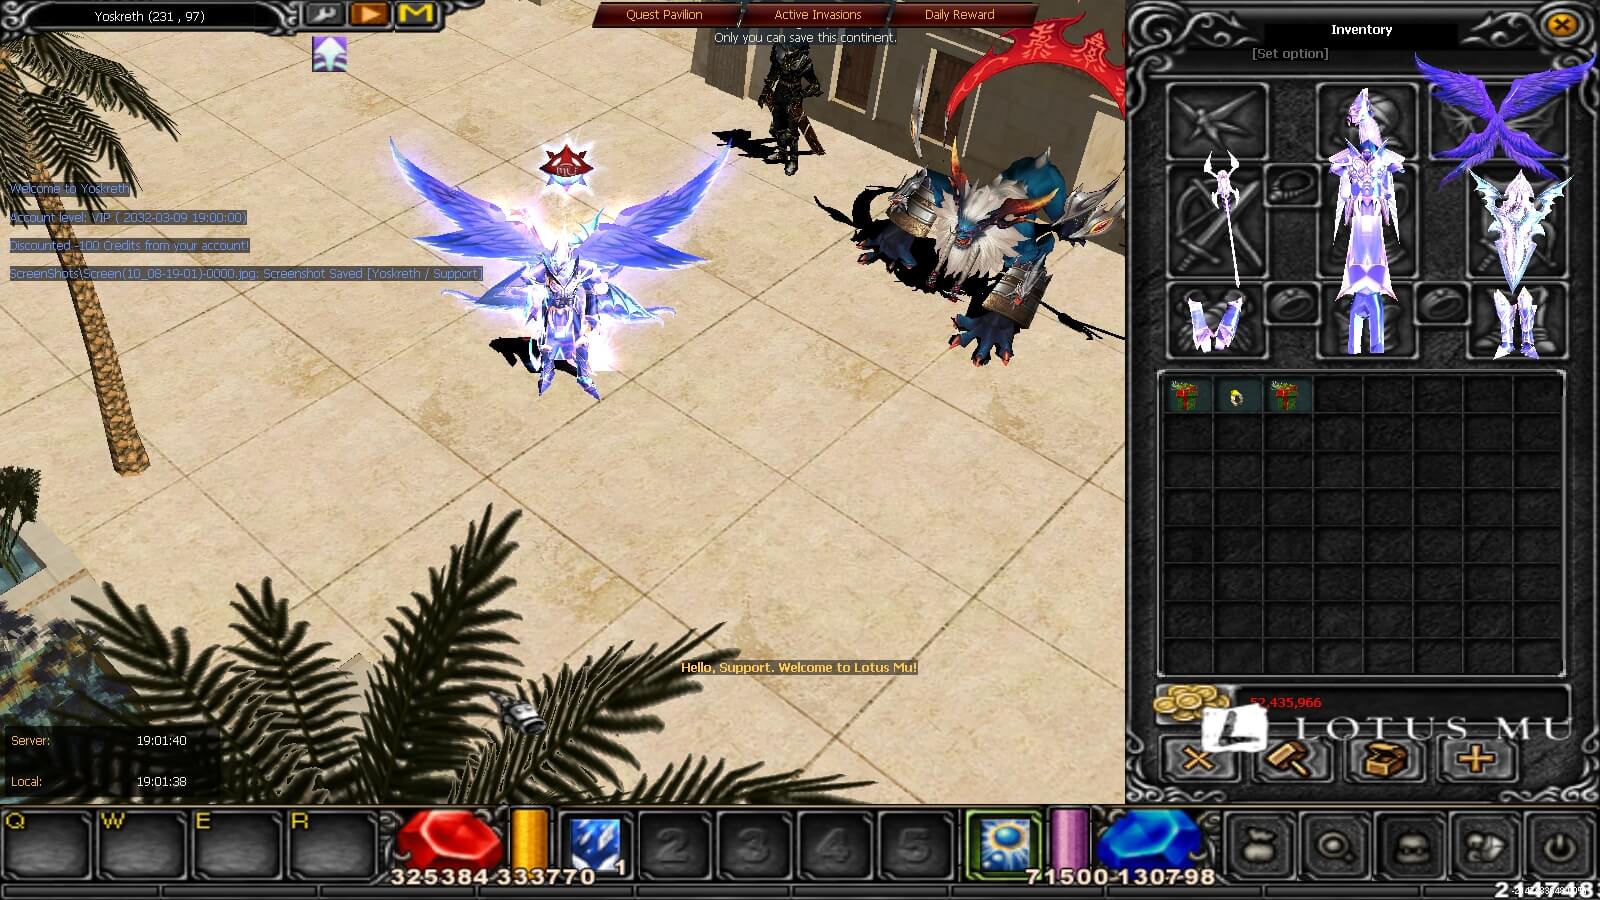 Yoskreth (231 , 97)
Quest Pavilion
Active Invasions
Daily Reward
Only you can save this continent.
Inventory
[Set option]
Welcome to Yoskreth
Account level: VIP ( 2032-03-09 19:00:00)
Discounted -100 Credits from your account!
ScreenShots\Screen(10_08-19-01)-0000.jpg: Screenshot Saved [Yoskreth / Support]
Hello, Support. Welcome to Lotus Mu!
52,435,966
LOTUS MU
Server: 19:01:40
Local: 19:01:38
Q W E R
1 2 3 4 5
325384 333770
71500 130798